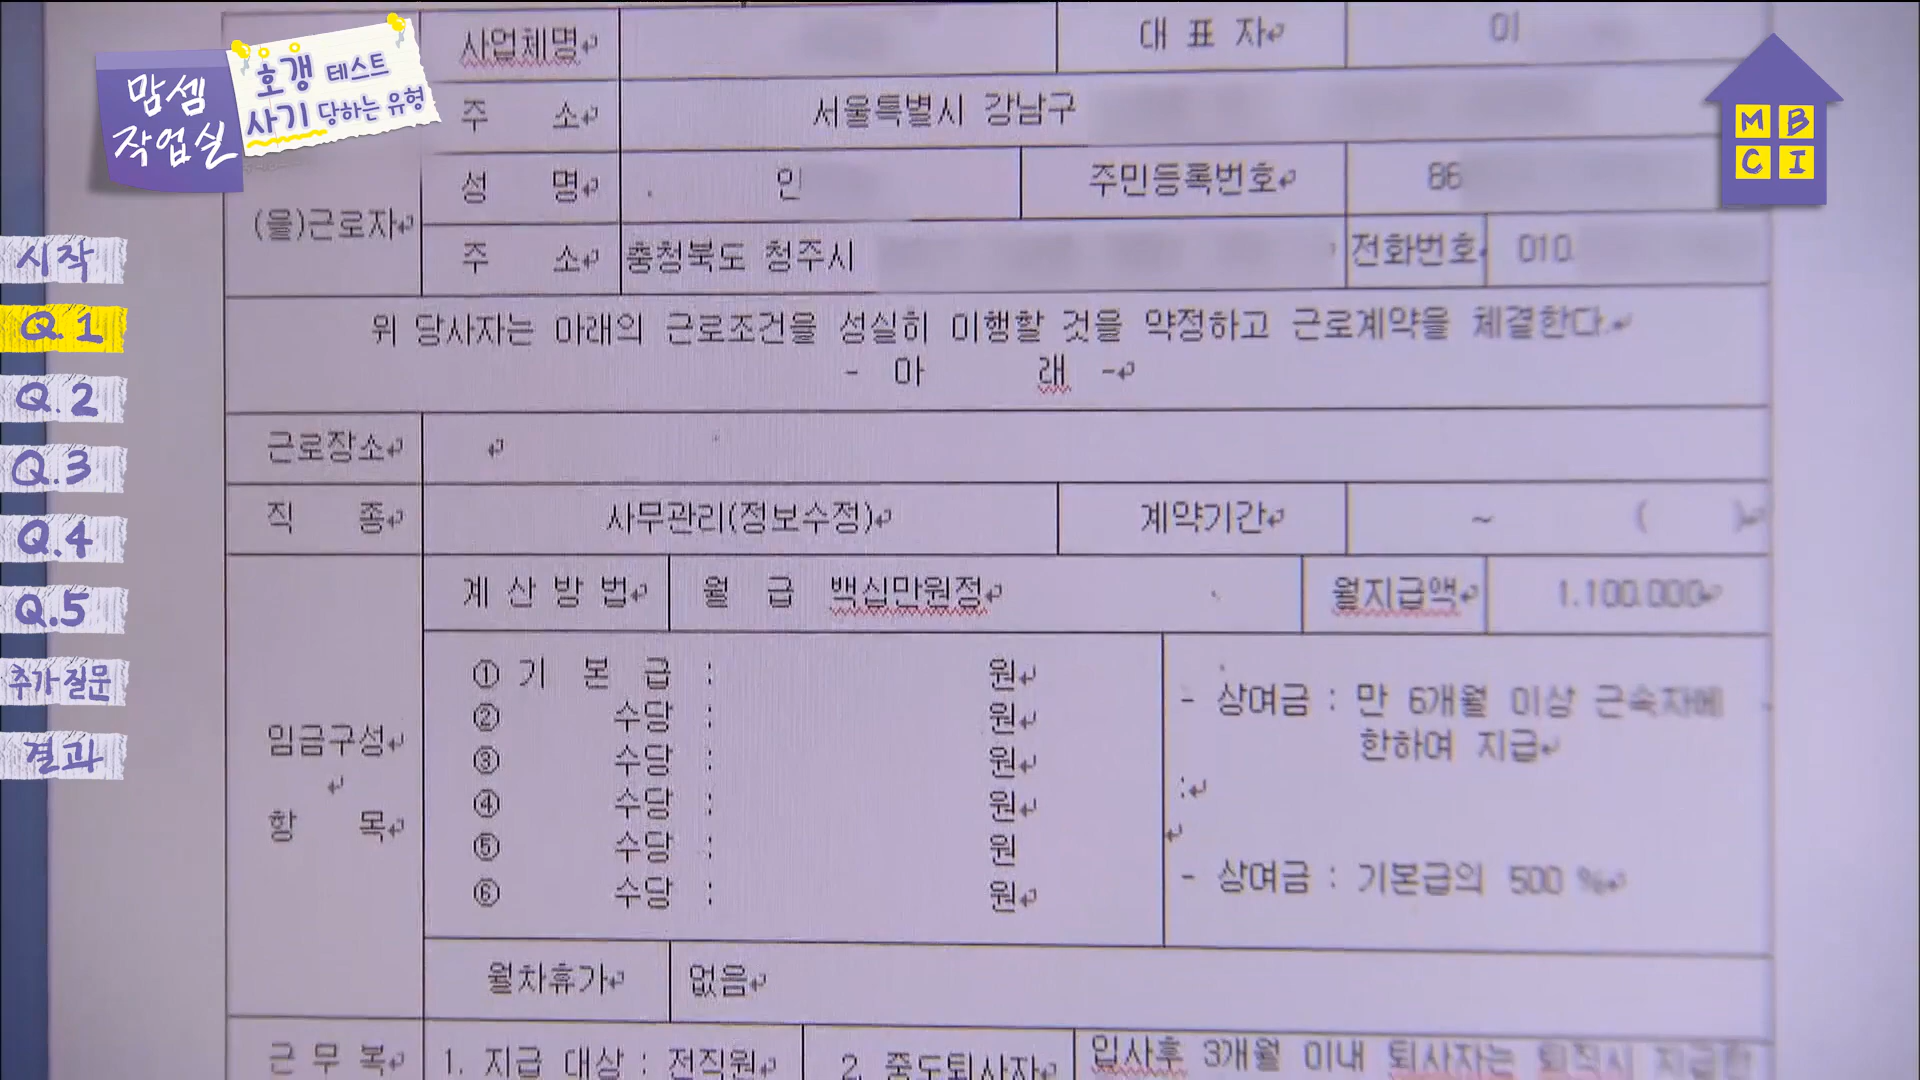 맘셈
작업실
호갱 테스트
사기 당하는 유형
M B
C I
시작
Q.1
Q.2
Q.3
Q.4
Q.5
추가 질문
결과
사업체명 대 표 자 이
주 소 서울특별시 강남구
(을)근로자
성 명 인 주민등록번호 86
주 소 충청북도 청주시 전화번호 010.
위 당사자는 아래의 근로조건을 성실히 이행할 것을 약정하고 근로계약을 체결한다.
- 아 래 -
근로장소
직 종 사무관리(정보수정) 계약기간 ~ ( )
임금구성
항 목
계 산 방 법 월 급 백십만원정 월지급액 1.100.000
① 기 본 급 : 원
② 수당 : 원
③ 수당 : 원
④ 수당 : 원
⑤ 수당 : 원
⑥ 수당 : 원
- 상여금 : 만 6개월 이상 근속자에
한하여 지급
:
- 상여금 : 기본급의 500 %
월차휴가 없음
근 무 복 1. 지급 대상 : 전직원 2. 중도퇴사자 입사후 3개월 이내 퇴사자는 퇴직시 지급한